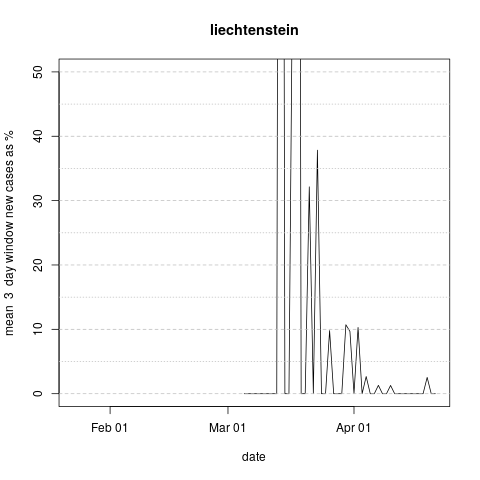 liechtenstein
mean  3  day window new cases as %
50
40
30
20
10
0
Feb 01
Mar 01
Apr 01
date